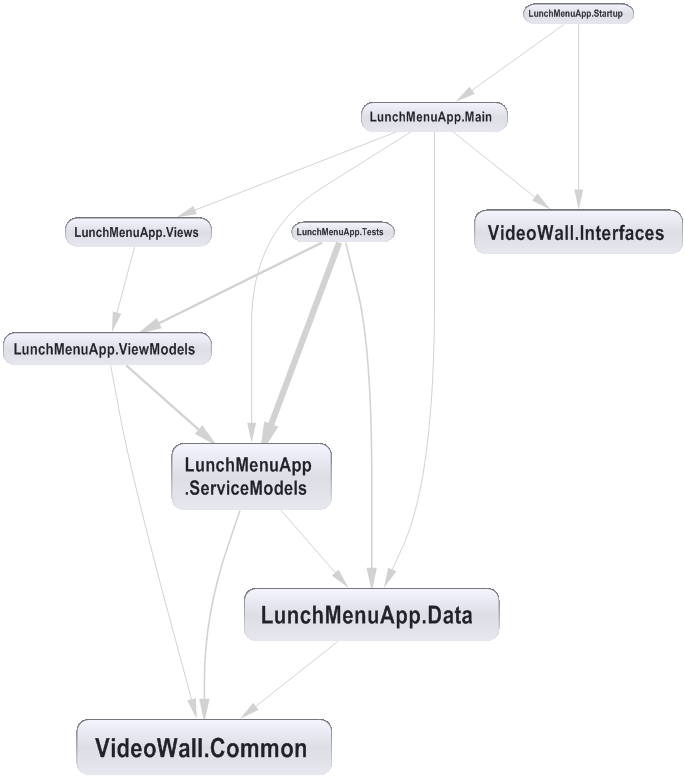 LunchMenuApp.Startup
LunchMenuApp.Main
LunchMenuApp.Views
LunchMenuApp.Tests
VideoWall.Interfaces
LunchMenuApp.ViewModels
LunchMenuApp
.ServiceModels
LunchMenuApp.Data
VideoWall.Common